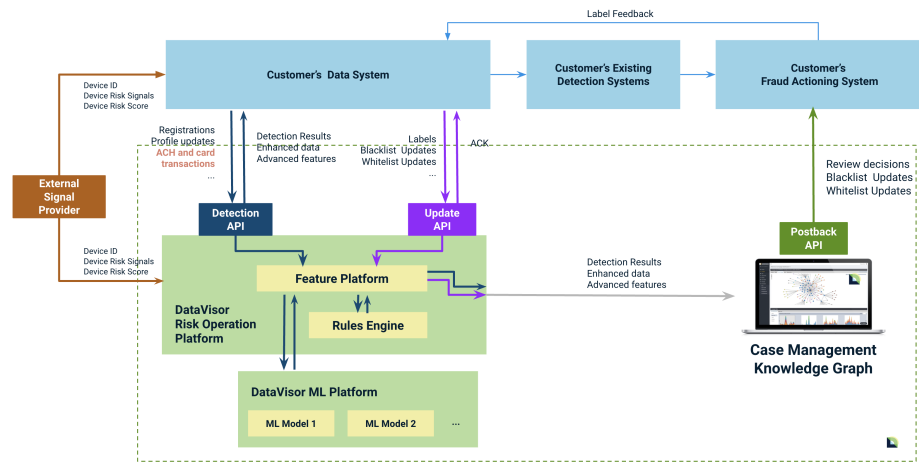 Label Feedback
Customer's Data System
Customer's Existing
Detection Systems
Customer's
Fraud Actioning System
Device ID
Device Risk Signals
Device Risk Score
Registrations
Profile updates
ACH and card
transactions
...
Detection Results
Enhanced data
Advanced features
Labels
Blacklist Updates
Whitelist Updates
...
ACK
Review decisions
Blacklist Updates
Whitelist Updates
External
Signal
Provider
Detection
API
Update
API
Postback
API
Device ID
Device Risk Signals
Device Risk Score
Feature Platform
Detection Results
Enhanced data
Advanced features
DataVisor
Risk Operation
Platform
Rules Engine
Case Management
Knowledge Graph
DataVisor ML Platform
ML Model 1
ML Model 2
...